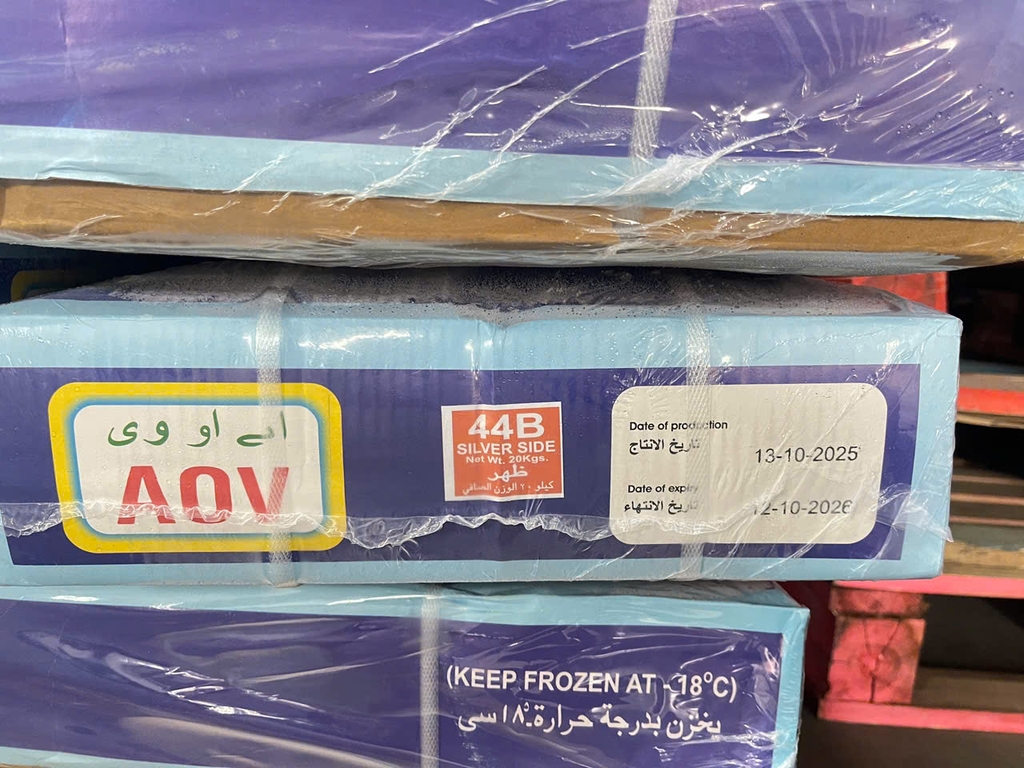 اے او وی
AOV
44B
SILVER SIDE
Net Wt. 20Kgs.
ظهر
كيلو ٢٠ الوزن الصافي
Date of production
تاريخ الانتاج
13-10-2025
Date of expiry
تاريخ الانتهاء
12-10-2026
(KEEP FROZEN AT -18°C)
يخزن بدرجة حرارة -١٨° سى